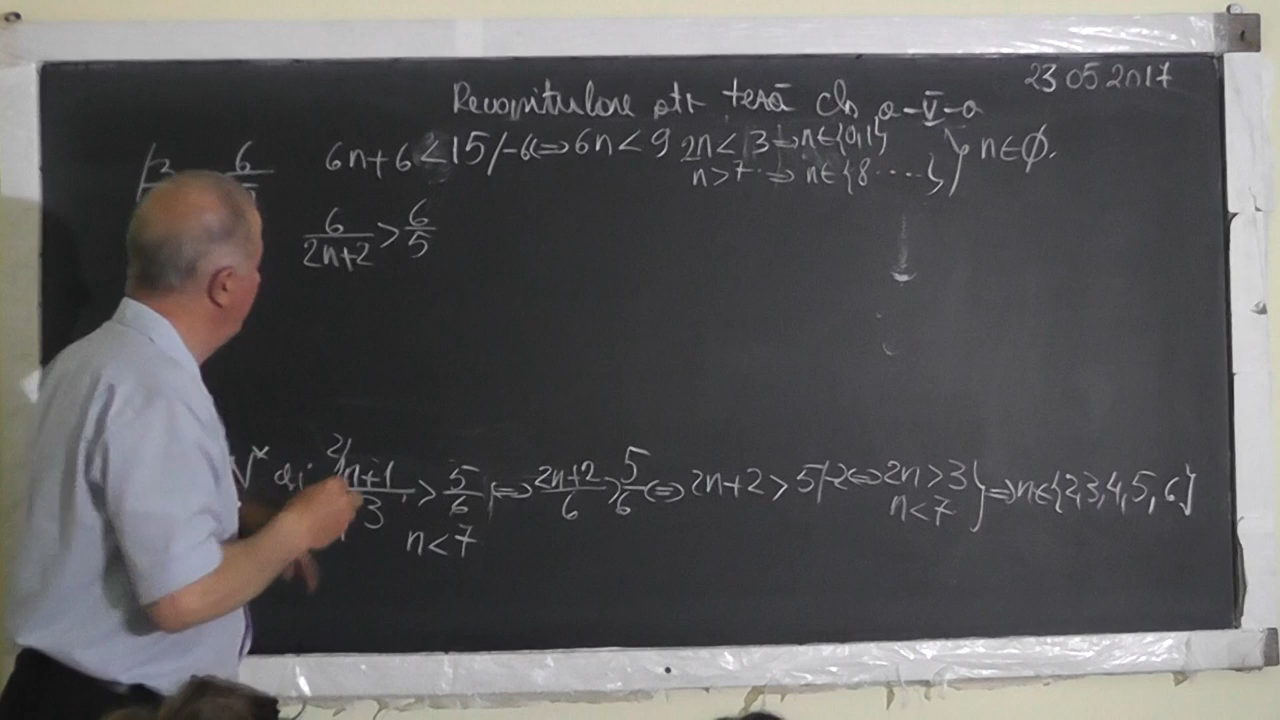 23 05 2017
Recapitulare ptr teză cls a-V-a
6n+6<15/-6⇔6n<9 2n<3⇒n∈{0,1}
n>7⇒n∈{8.....} } n∈∅.
6/(2n+2) > 6/5
N* aî 2/ (n+1)/3 > 5/6 ⇔ (2n+2)/6 > 5/6 ⇔ 2n+2>5/-2⇔2n>3 } ⇒n∈{2,3,4,5,6}
n<7 n<7